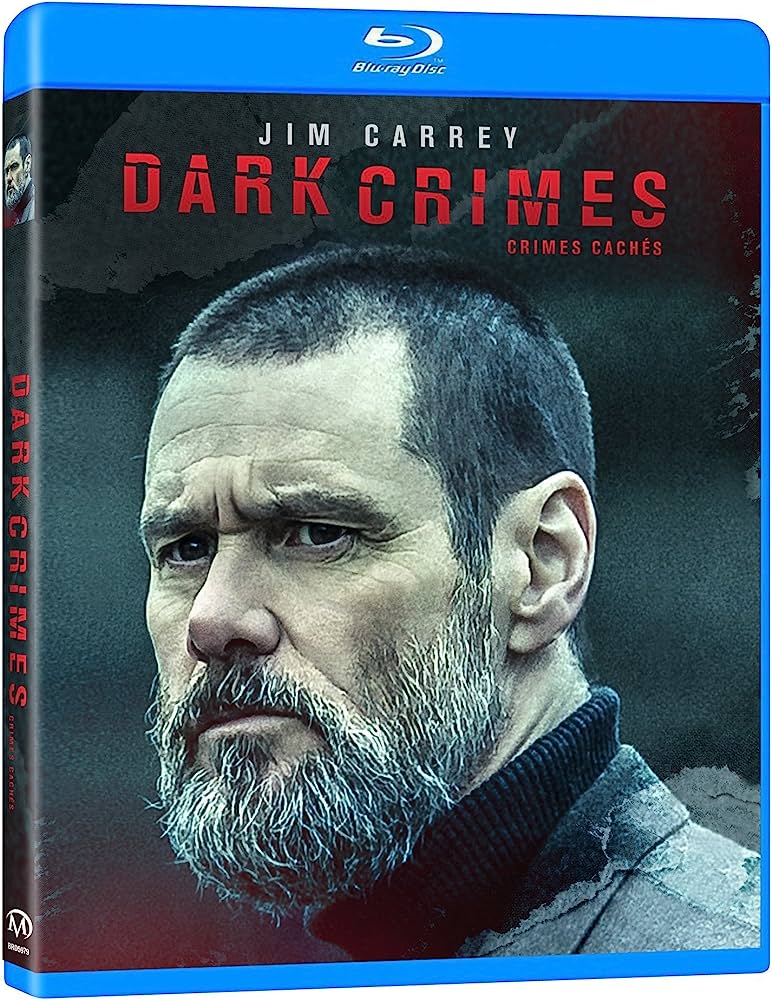 Blu-ray Disc
JIM CARREY
DARK CRIMES
CRIMES CACHÉS
DARK CRIMES
CRIMES CACHÉS
M